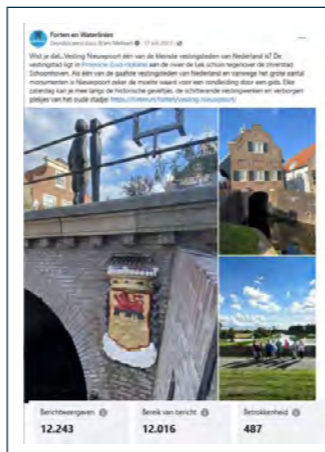 Forten en Waterlinies
Wist je dat...Vesting Nieuwpoort één van de kleinste vestingsteden van Nederland is? De
vestingstad ligt in Provincie Zuid-Holland aan de rivier de Lek schuin tegenover de zilverstad
Schoonhoven. Als één van de gaafste vestingsteden van Nederland en vanwege het grote aantal
monumenten is Nieuwpoort zeker de moeite waard voor een rondleiding door een gids. Elke
zaterdag kan je mee langs de historische geveltjes, de schitterende vestingwerken en verborgen
plekjes van het oude stadje:
Berichtweergaven
Bereik van bericht
Betrokkenheid
12.243
12.016
487